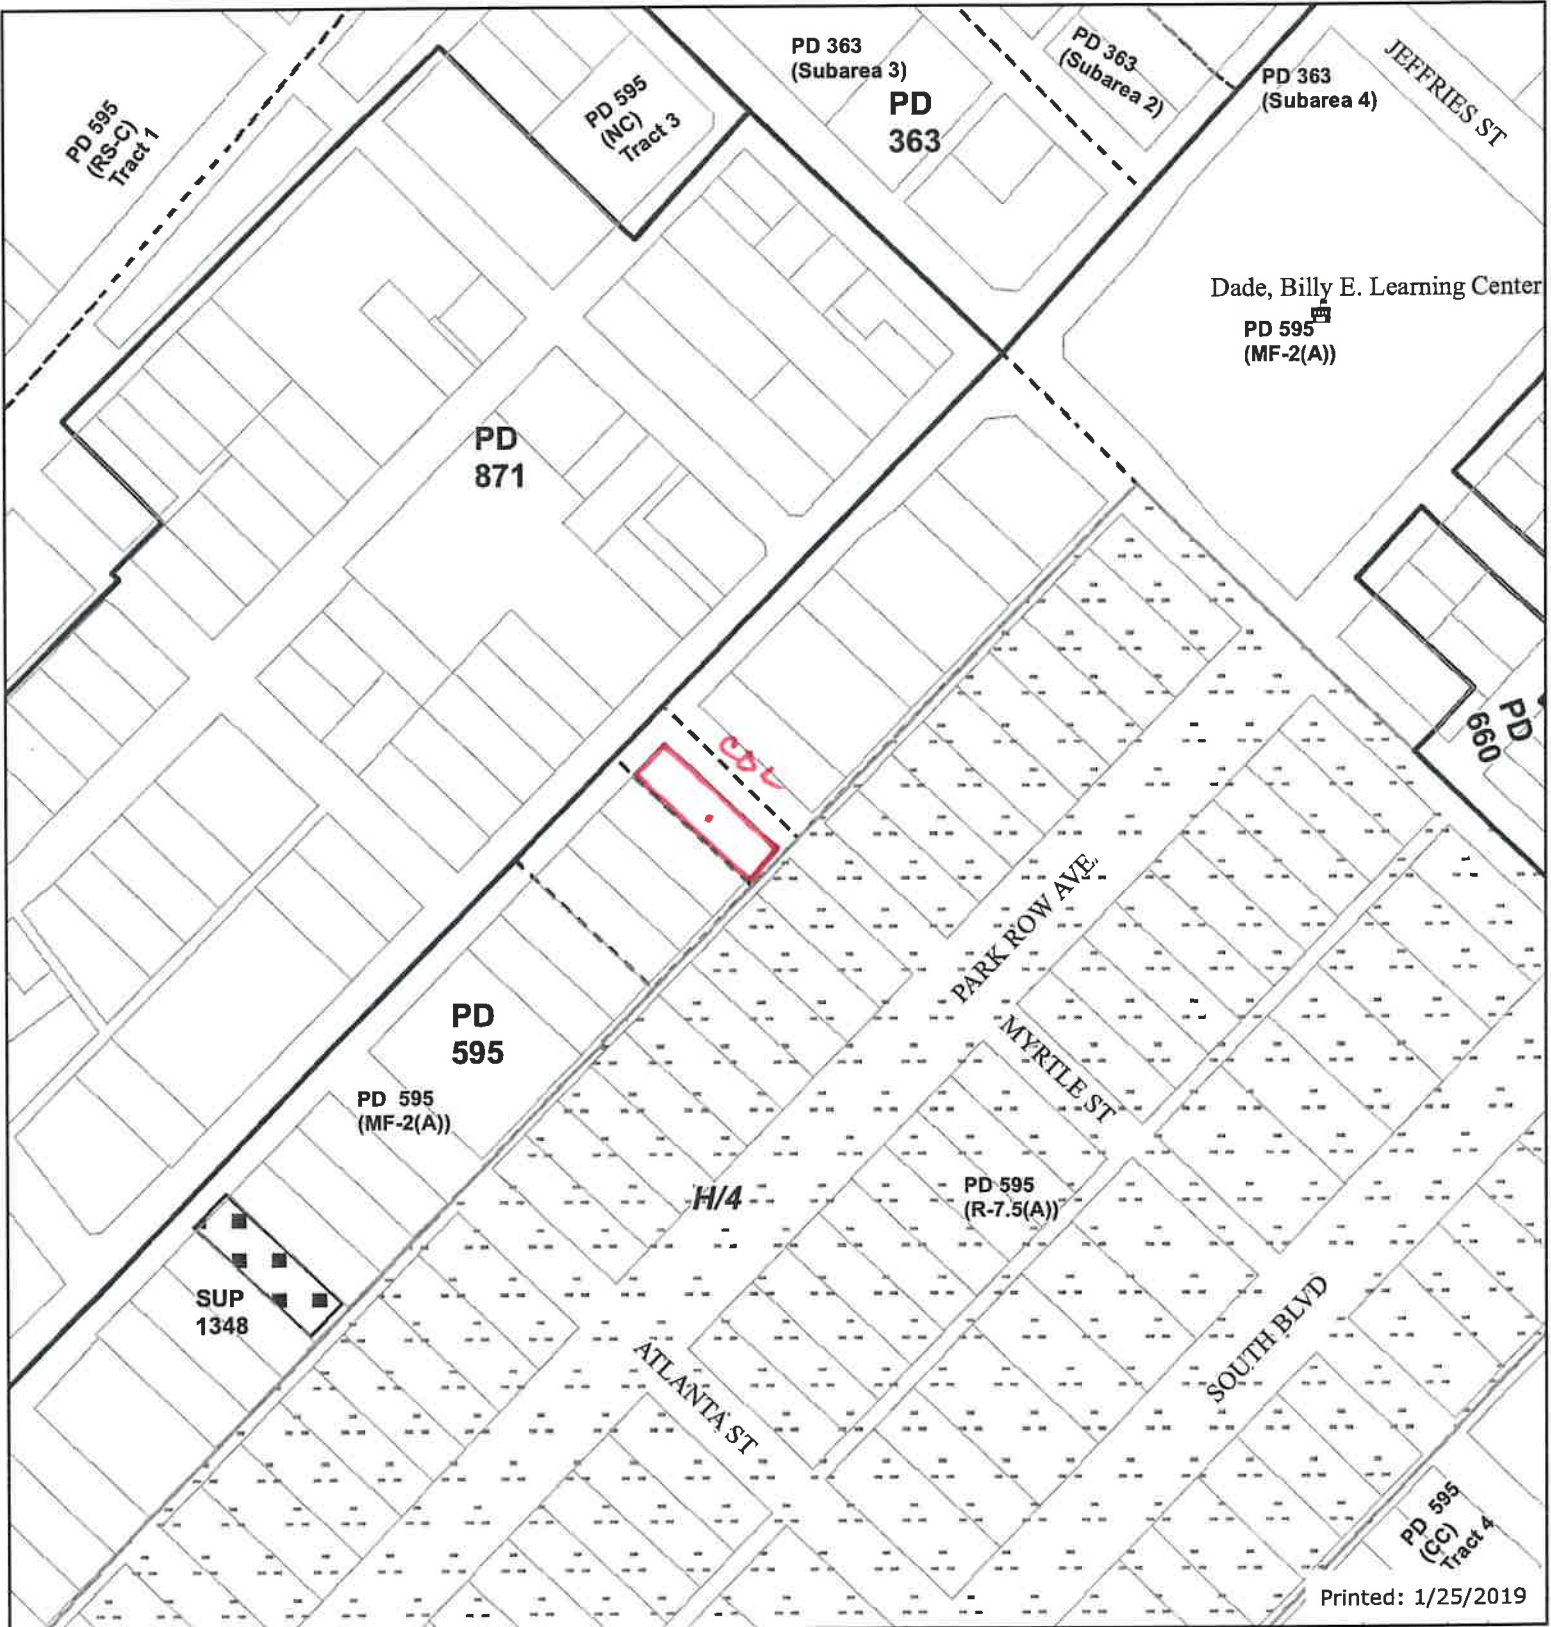 PD 363
(Subarea 3)
PD
363
PD 363
(Subarea 2)
PD 363
(Subarea 4)
JEFFRIES ST
PD 595
(RS-C)
Tract 1
PD 595
(NC)
Tract 3
Dade, Billy E. Learning Center
PD 595
(MF-2(A))
PD
871
PD
660
PARK ROW AVE.
MYRTLE ST
PD
595
PD 595
(MF-2(A))
H/4
PD 595
(R-7.5(A))
SUP
1348
ATLANTA ST
SOUTH BLVD
PD 595
(CC)
Tract 4
Printed: 1/25/2019